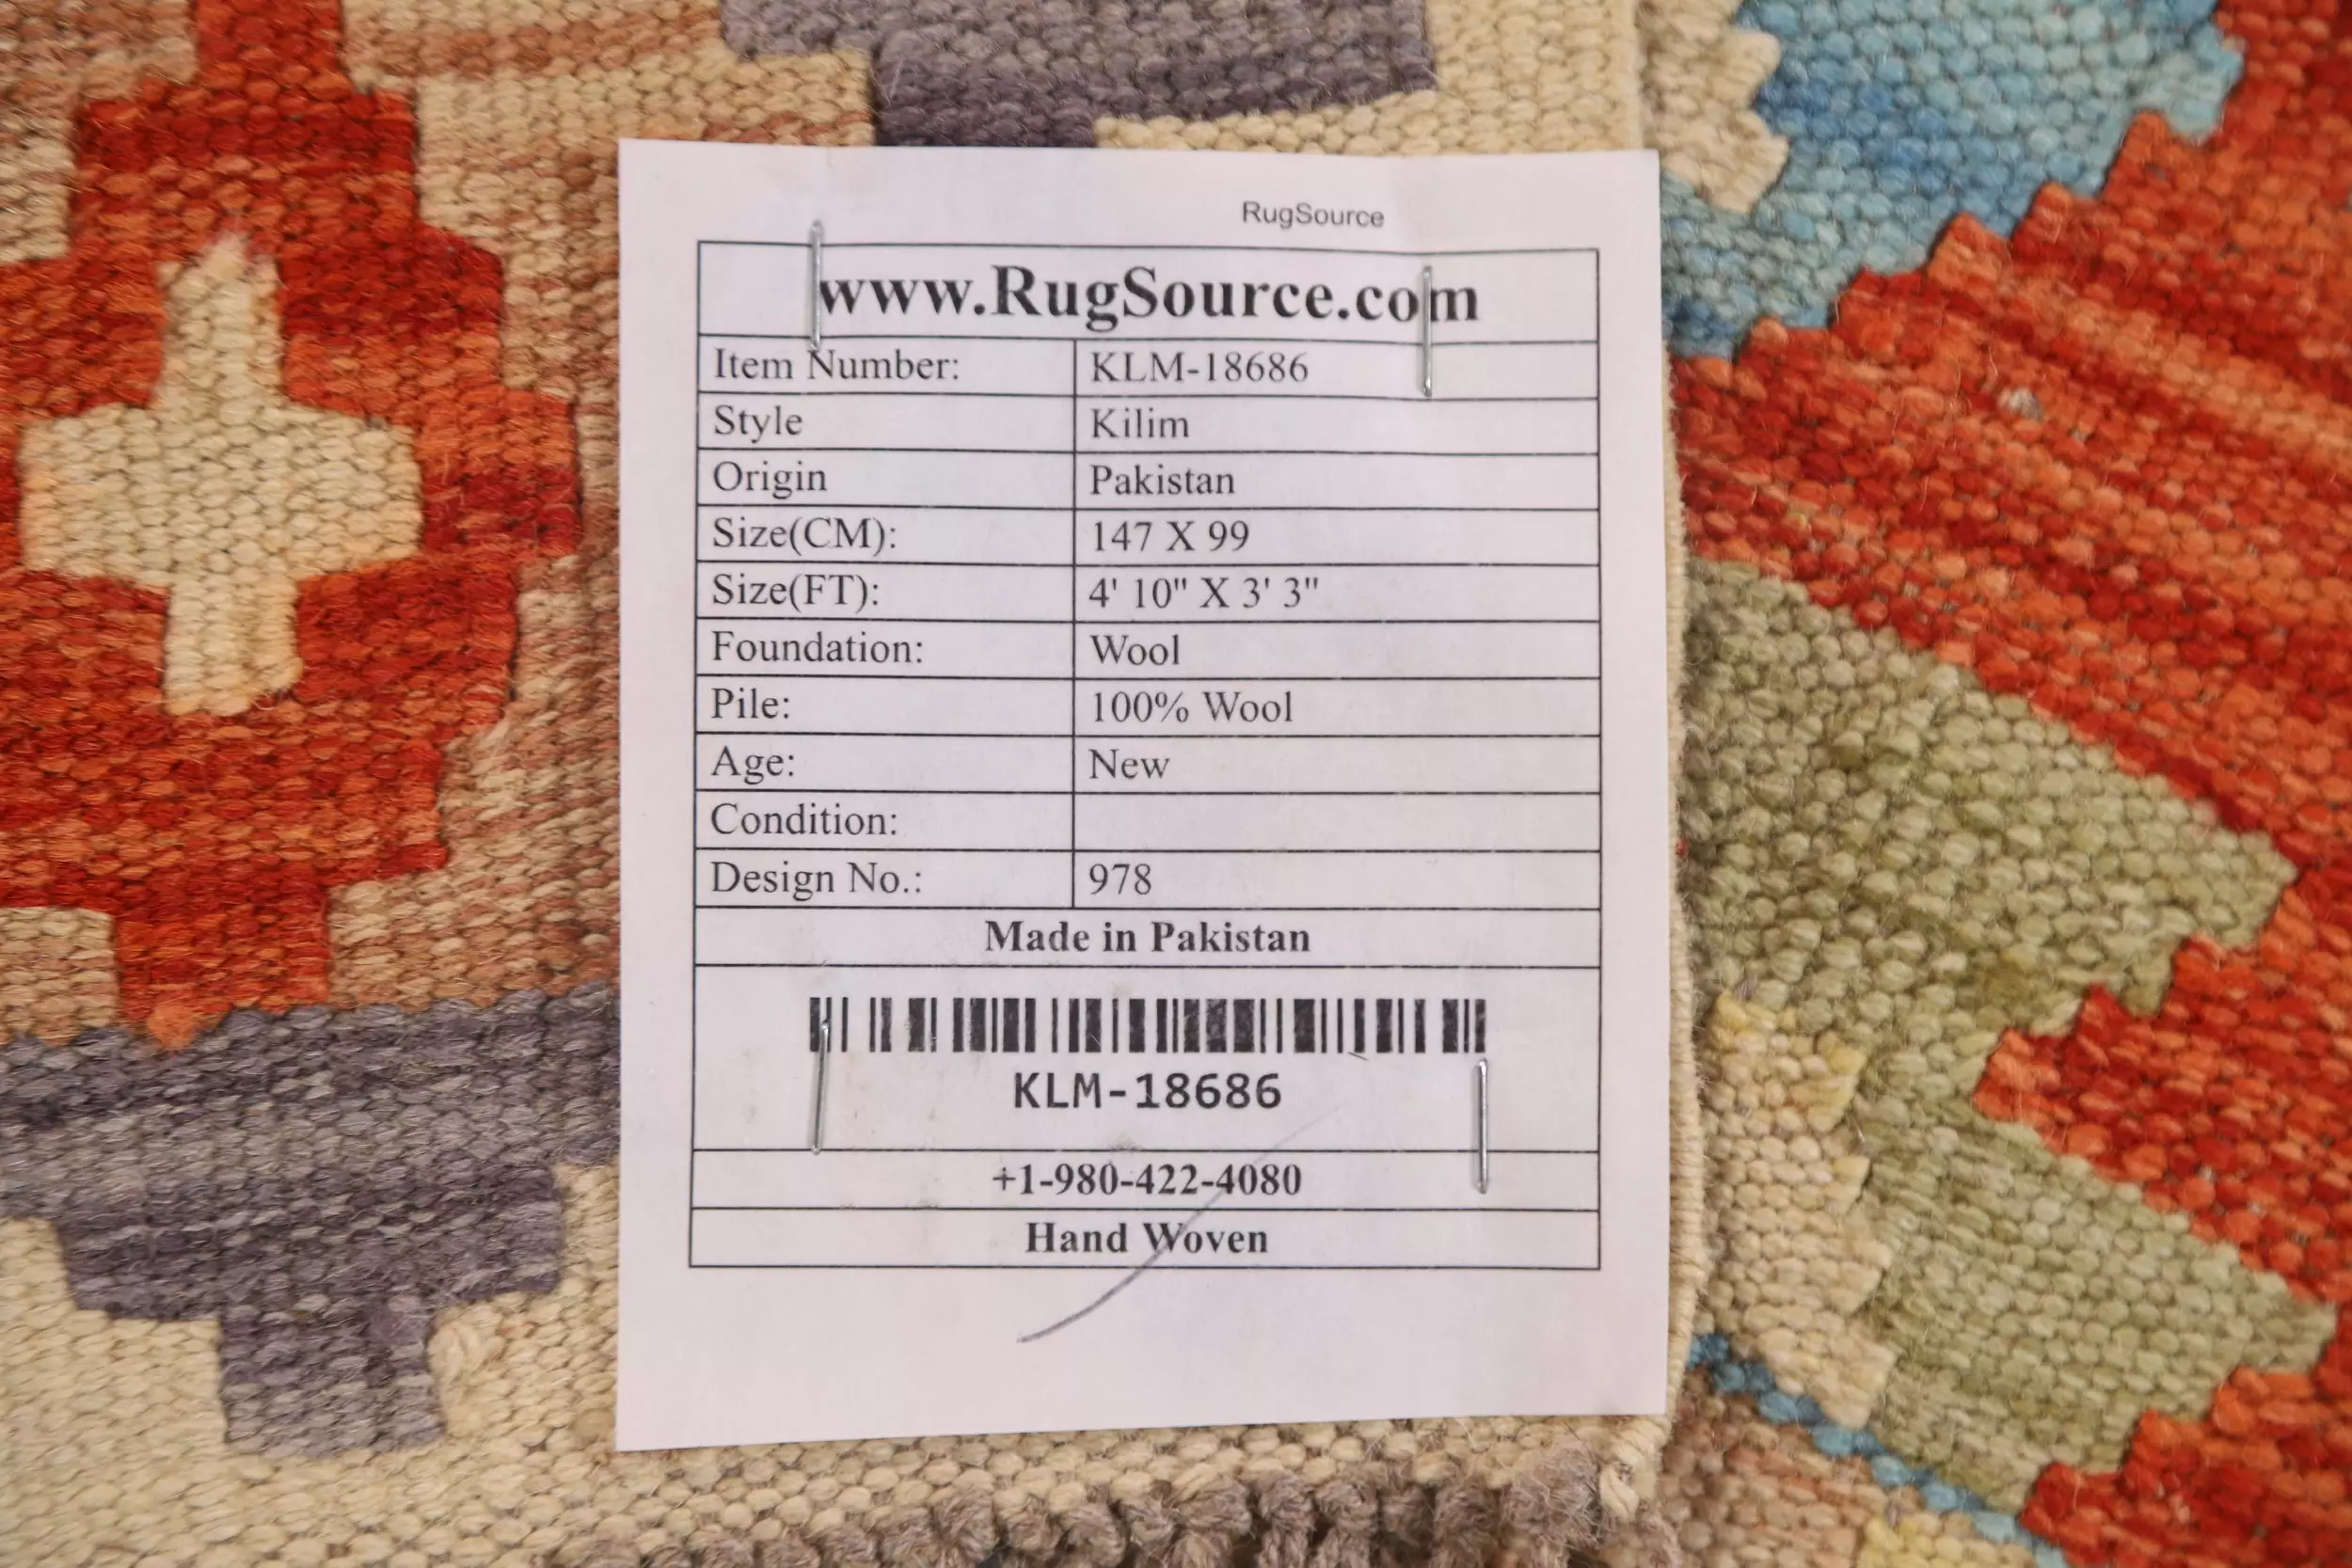 RugSource
www.RugSource.com
Item Number: KLM-18686
Style Kilim
Origin Pakistan
Size(CM): 147 X 99
Size(FT): 4' 10" X 3' 3"
Foundation: Wool
Pile: 100% Wool
Age: New
Condition:
Design No.: 978
Made in Pakistan
KLM-18686
+1-980-422-4080
Hand Woven